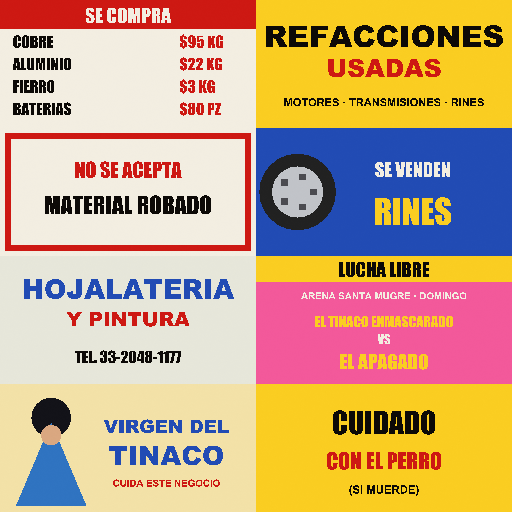 SE COMPRA
COBRE $95 KG
ALUMINIO $22 KG
FIERRO $3 KG
BATERIAS $80 PZ
REFACCIONES
USADAS
MOTORES · TRANSMISIONES · RINES
NO SE ACEPTA
MATERIAL ROBADO
SE VENDEN
RINES
HOJALATERIA
Y PINTURA
TEL. 33-2048-1177
LUCHA LIBRE
ARENA SANTA MUGRE · DOMINGO
EL TINACO ENMASCARADO
VS
EL APAGADO
VIRGEN DEL
TINACO
CUIDA ESTE NEGOCIO
CUIDADO
CON EL PERRO
(SI MUERDE)